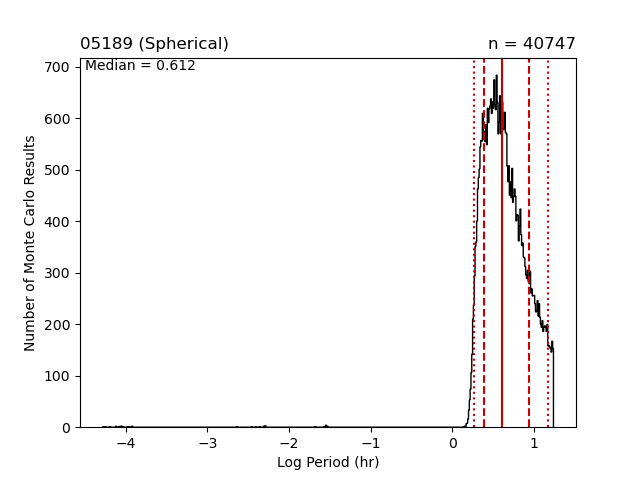 05189 (Spherical)
n = 40747
Median = 0.612
700
600
500
400
300
200
100
0
Number of Monte Carlo Results
−4
−3
−2
−1
0
1
Log Period (hr)